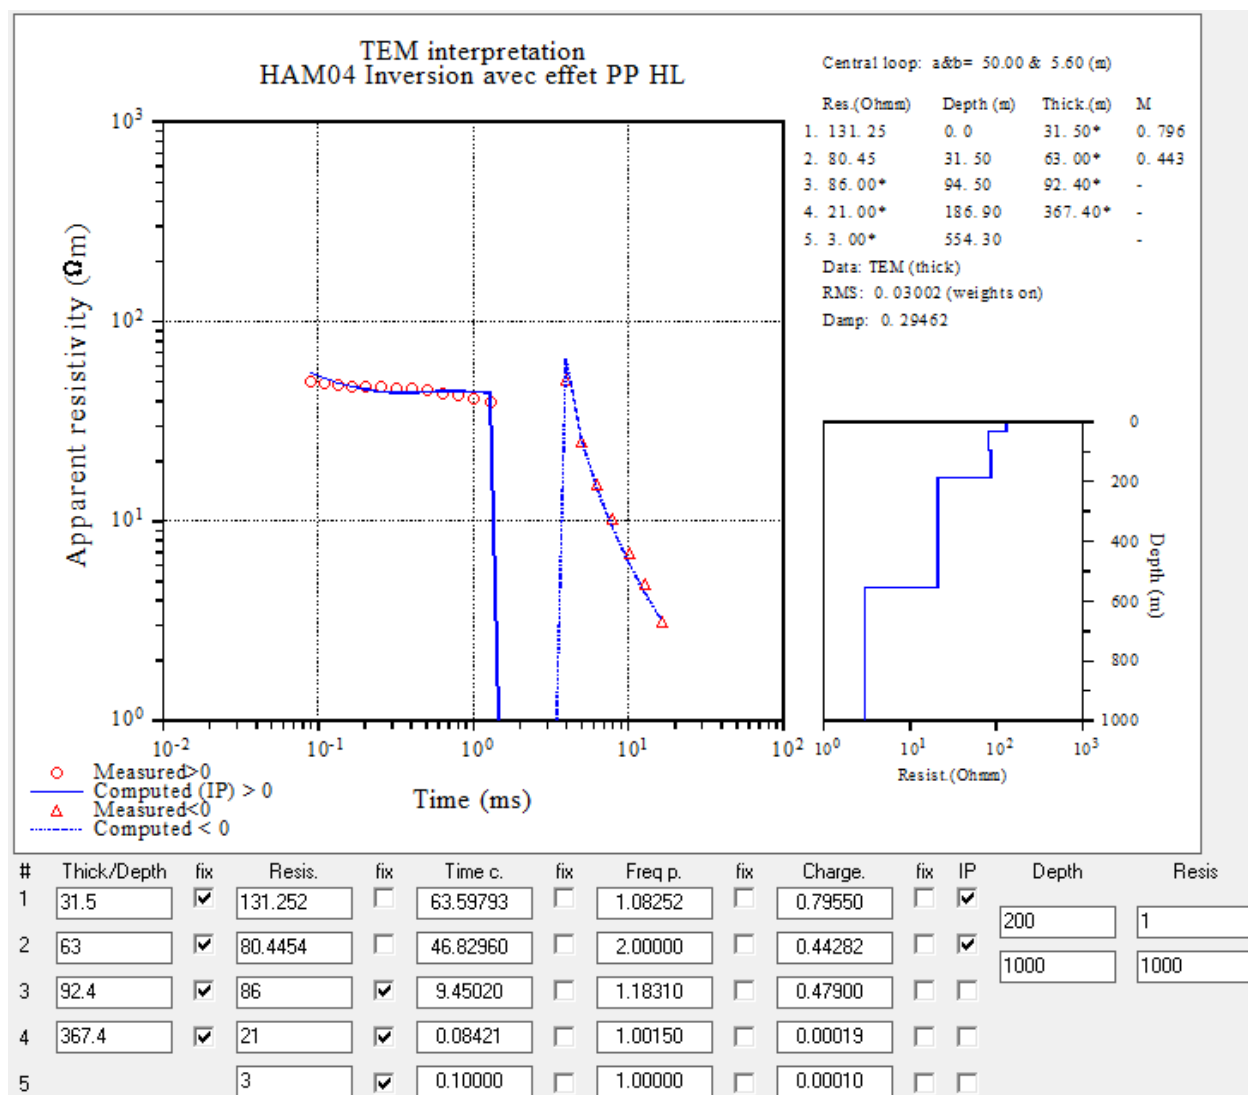 TEM interpretation
HAM04 Inversion avec effet PP HL
Central loop: a&b= 50.00 & 5.60 (m)
Res.(Ohmm) Depth (m) Thick.(m) M
1. 131.25 0.0 31.50* 0.796
2. 80.45 31.50 63.00* 0.443
3. 86.00* 94.50 92.40* -
4. 21.00* 186.90 367.40* -
5. 3.00* 554.30 -
Data: TEM (thick)
RMS: 0.03002 (weights on)
Damp: 0.29462
Apparent resistivity (Ωm)
10³
10²
10¹
10⁰
10⁻² 10⁻¹ 10⁰ 10¹ 10²
Time (ms)
Measured>0
Computed (IP) > 0
Measured<0
Computed < 0
0
200
400
600
800
1000
Depth (m)
10⁰ 10¹ 10² 10³
Resist.(Ohmm)
# Thick/Depth fix Resis. fix Time c. fix Freq p. fix Charge. fix IP Depth Resis
1 31.5 131.252 63.59793 1.08252 0.79550
200 1
2 63 80.4454 46.82960 2.00000 0.44282
1000 1000
3 92.4 86 9.45020 1.18310 0.47900
4 367.4 21 0.08421 1.00150 0.00019
5 3 0.10000 1.00000 0.00010